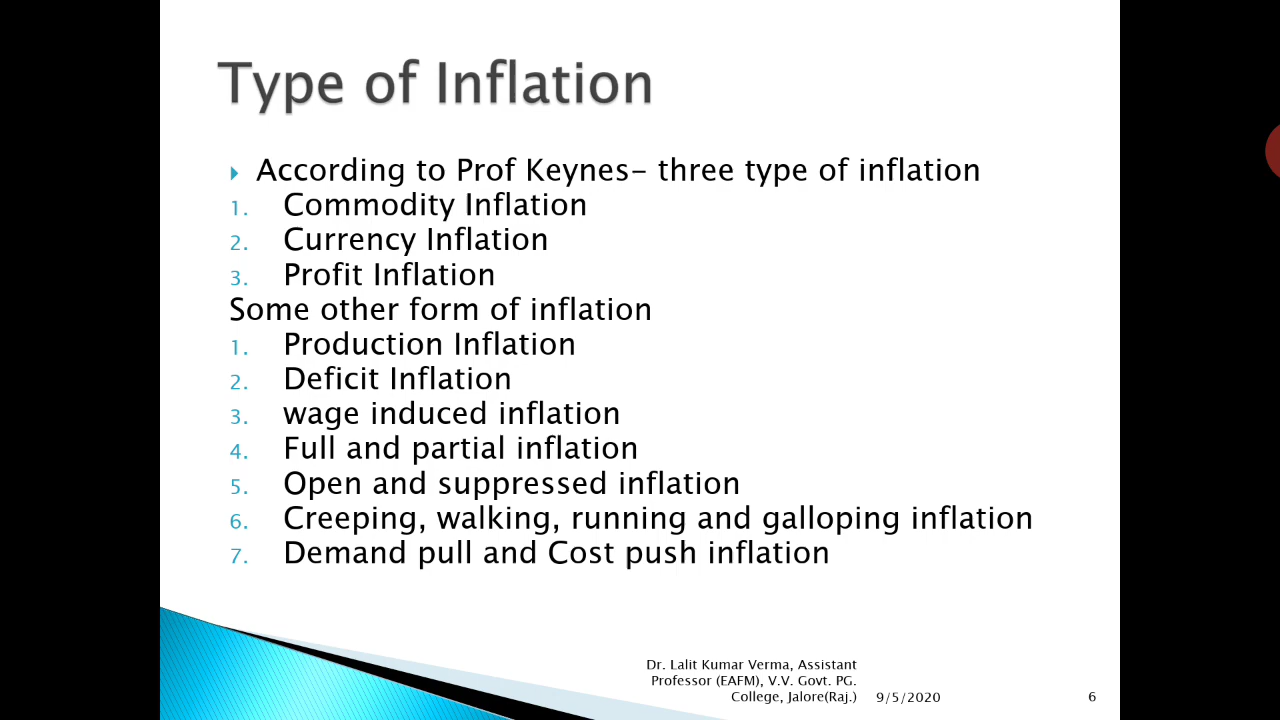 Type of Inflation
According to Prof Keynes- three type of inflation
1. Commodity Inflation
2. Currency Inflation
3. Profit Inflation
Some other form of inflation
1. Production Inflation
2. Deficit Inflation
3. wage induced inflation
4. Full and partial inflation
5. Open and suppressed inflation
6. Creeping, walking, running and galloping inflation
7. Demand pull and Cost push inflation
Dr. Lalit Kumar Verma, Assistant
Professor (EAFM), V.V. Govt. PG.
College, Jalore(Raj.)
9/5/2020
6